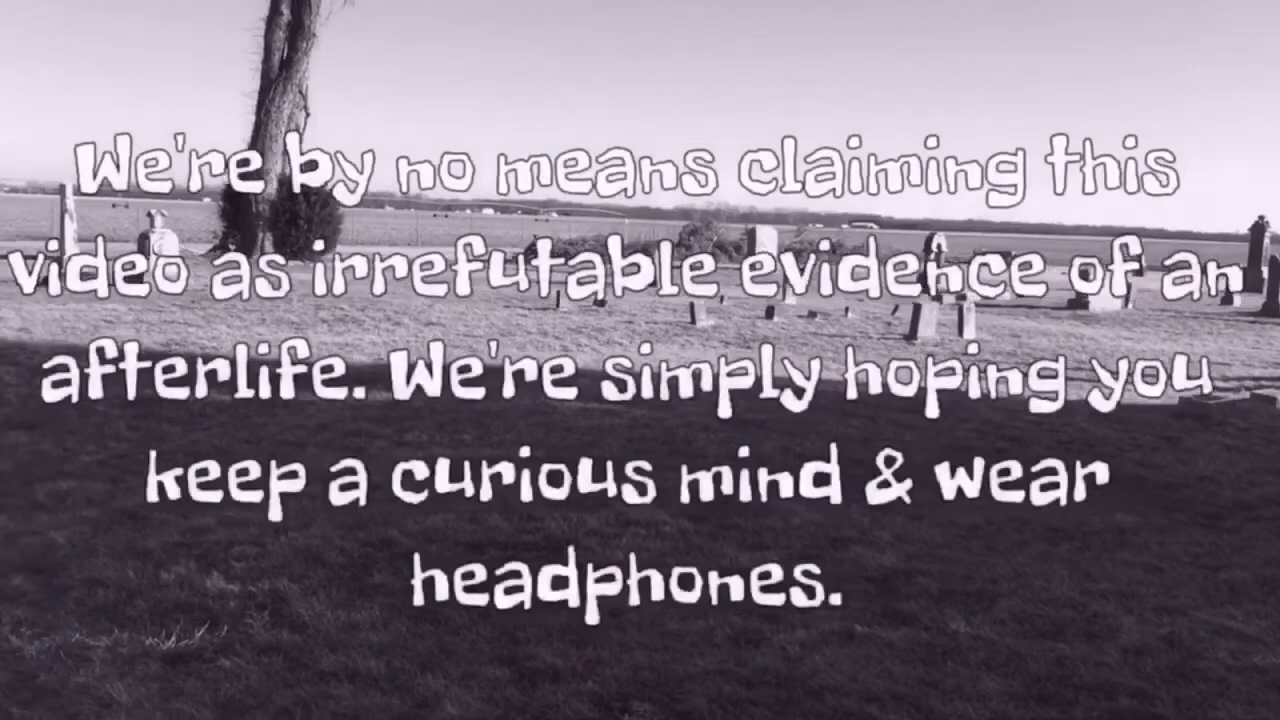 We're by no means claiming this
video as irrefutable evidence of an
afterlife. We're simply hoping you
keep a curious mind & wear
headphones.